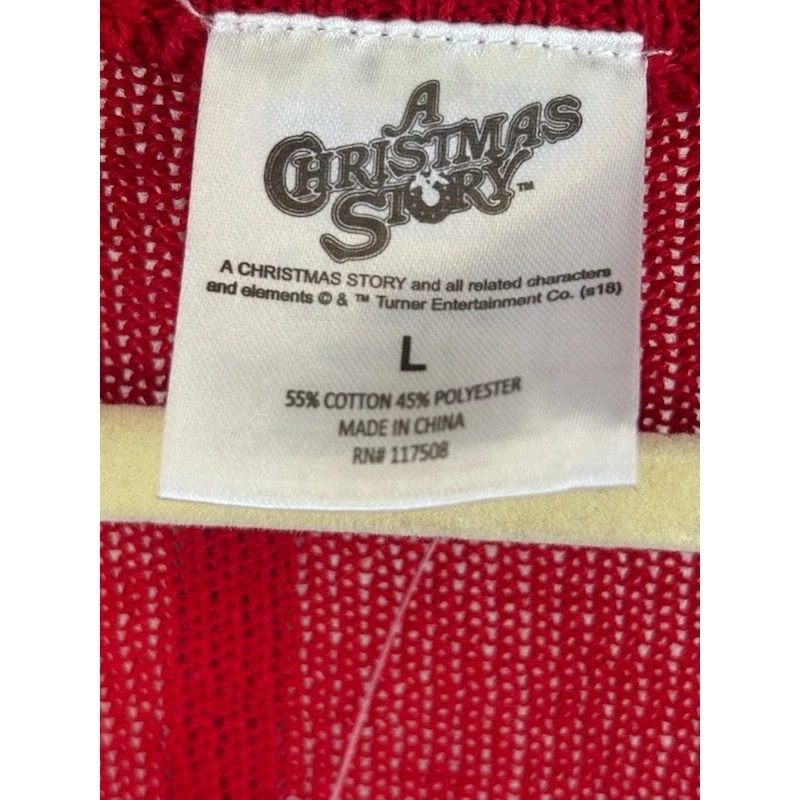 A
CHRISTMAS
STORY™
A CHRISTMAS STORY and all related characters
and elements © & ™ Turner Entertainment Co. (s18)
L
55% COTTON 45% POLYESTER
MADE IN CHINA
RN# 117508